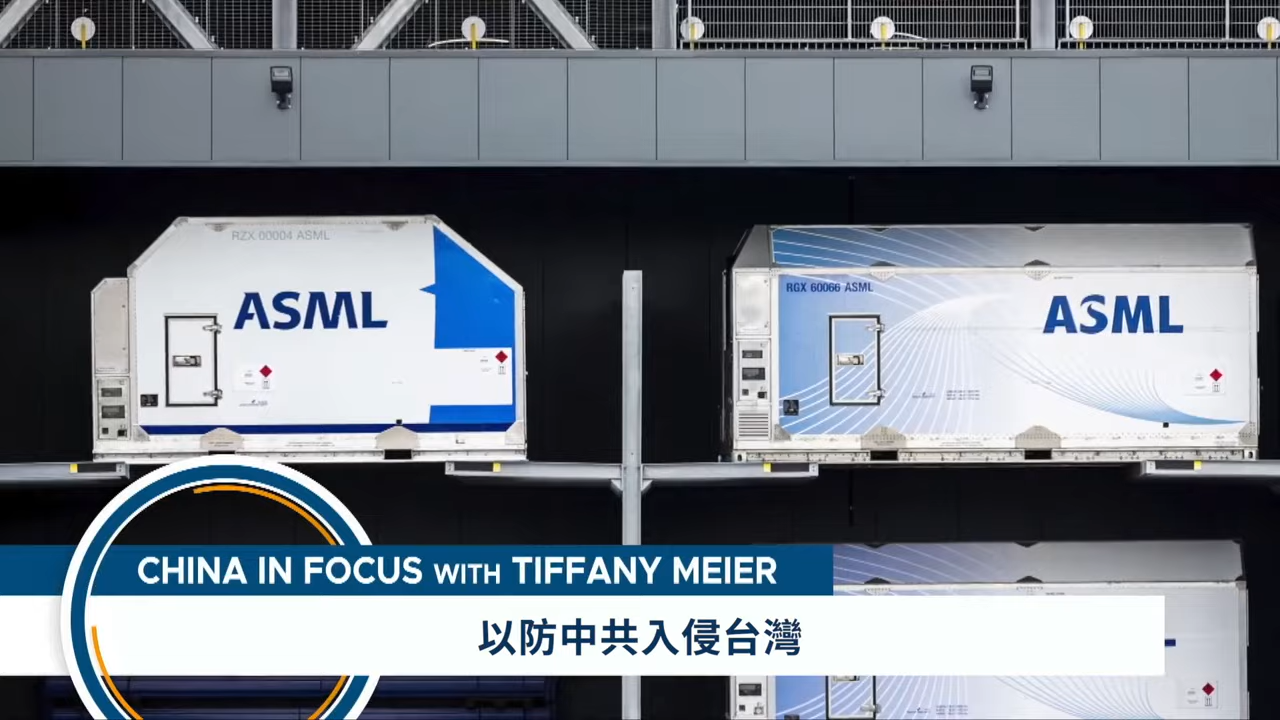 RZX 00004 ASML
ASML
RGX 60066 ASML
ASML
CHINA IN FOCUS WITH TIFFANY MEIER
以防中共入侵台灣